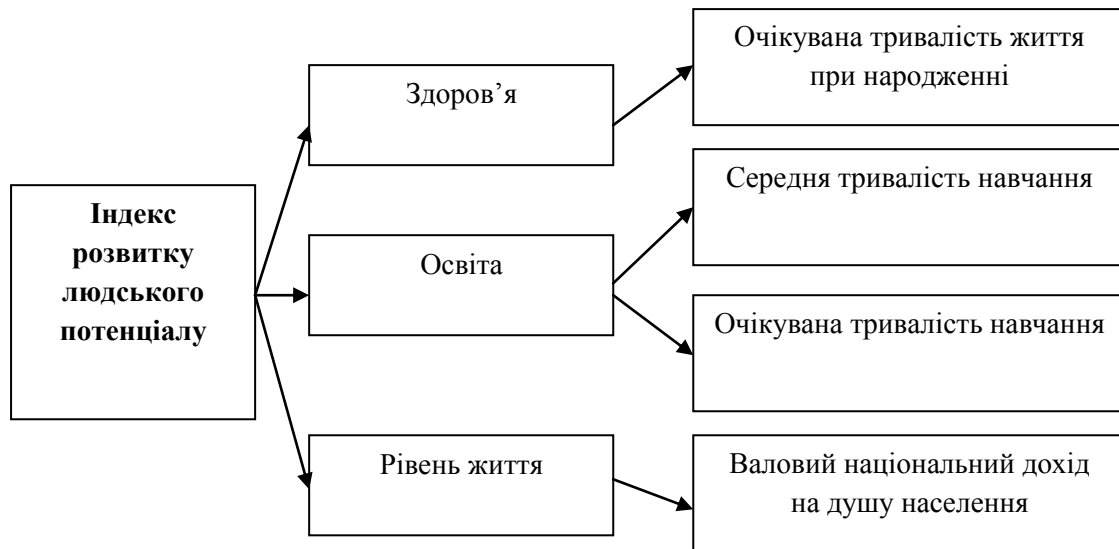 Індекс
розвитку
людського
потенціалу
Здоров’я
Освіта
Рівень життя
Очікувана тривалість життя
при народженні
Середня тривалість навчання
Очікувана тривалість навчання
Валовий національний дохід
на душу населення